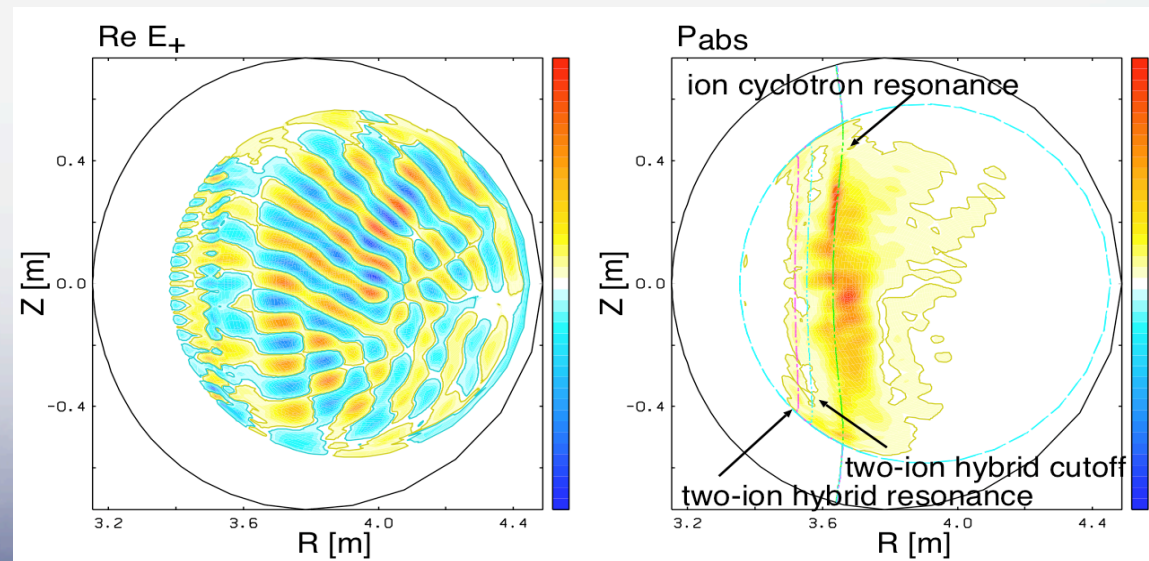 Re E+
Z [m]
0.4
0.0
-0.4
3.2 3.6 4.0 4.4
R [m]
Pabs
ion cyclotron resonance
Z [m]
0.4
0.0
-0.4
two-ion hybrid cutoff
two-ion hybrid resonance
3.2 3.6 4.0 4.4
R [m]